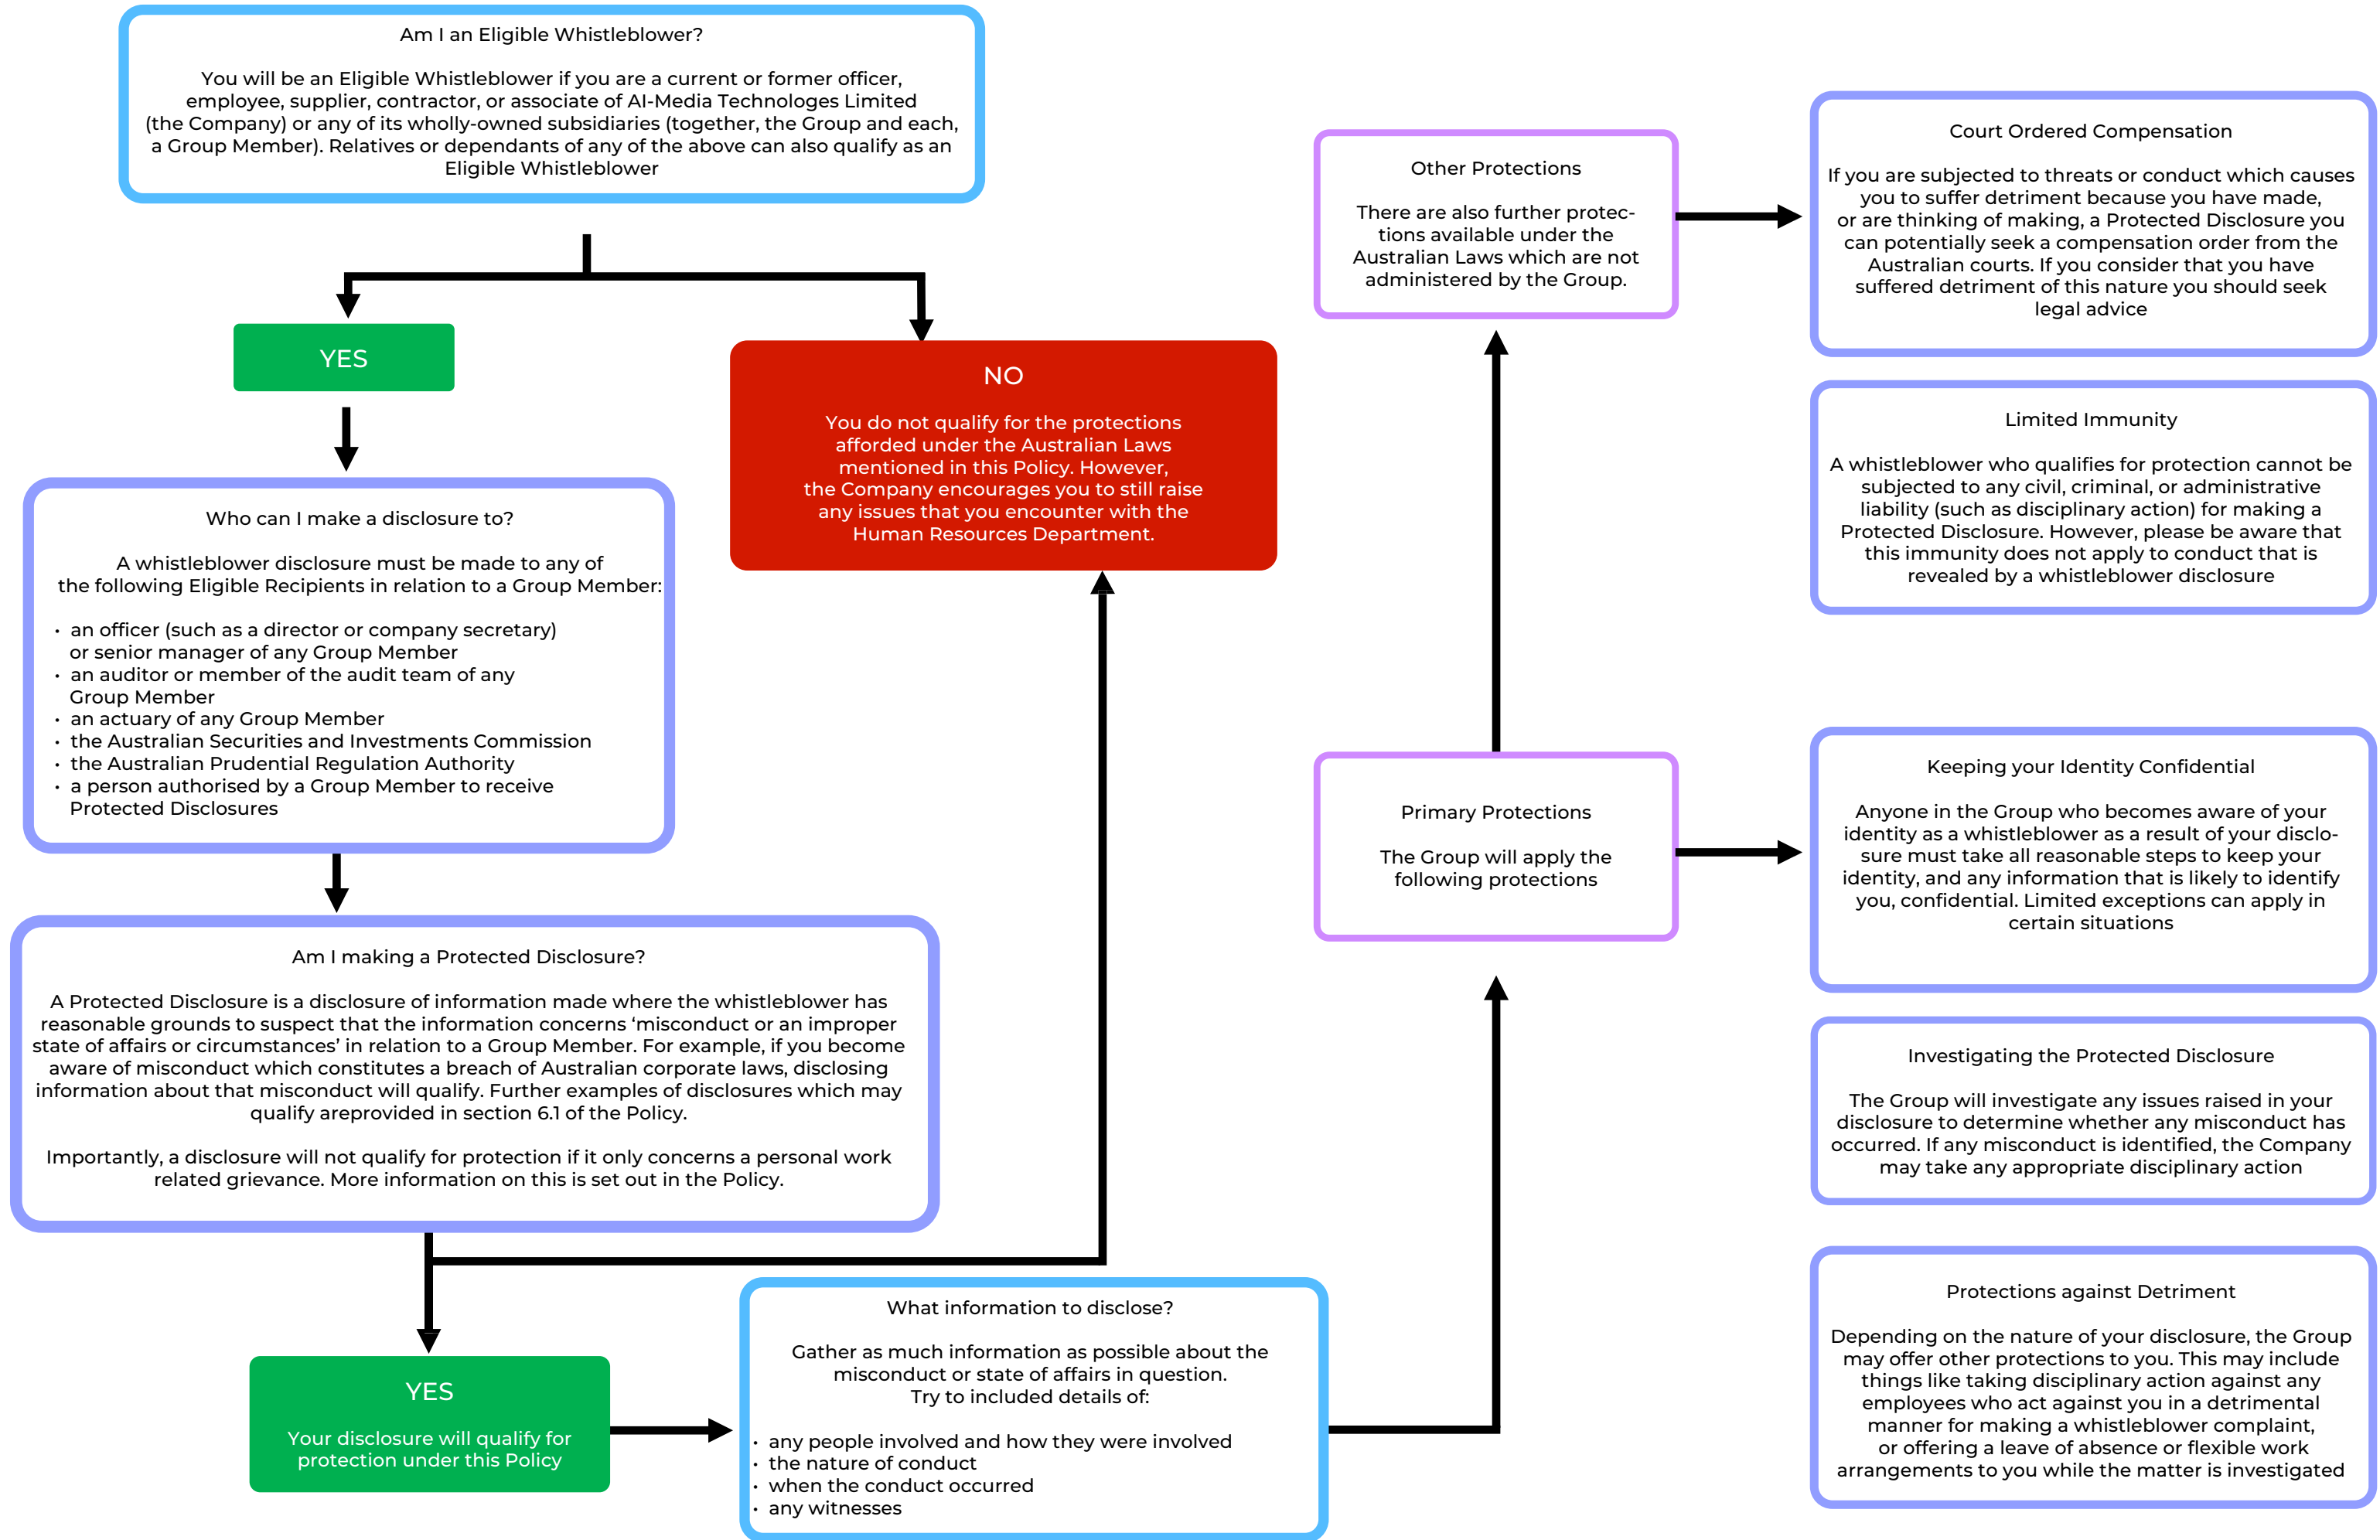 Am I an Eligible Whistleblower?
You will be an Eligible Whistleblower if you are a current or former officer,
employee, supplier, contractor, or associate of AI-Media Technologes Limited
(the Company) or any of its wholly-owned subsidiaries (together, the Group and each,
a Group Member). Relatives or dependants of any of the above can also qualify as an
Eligible Whistleblower
YES
NO
You do not qualify for the protections
afforded under the Australian Laws
mentioned in this Policy. However,
the Company encourages you to still raise
any issues that you encounter with the
Human Resources Department.
Who can I make a disclosure to?
A whistleblower disclosure must be made to any of
the following Eligible Recipients in relation to a Group Member:
· an officer (such as a director or company secretary)
or senior manager of any Group Member
· an auditor or member of the audit team of any
Group Member
· an actuary of any Group Member
· the Australian Securities and Investments Commission
· the Australian Prudential Regulation Authority
· a person authorised by a Group Member to receive
Protected Disclosures
Am I making a Protected Disclosure?
A Protected Disclosure is a disclosure of information made where the whistleblower has
reasonable grounds to suspect that the information concerns ‘misconduct or an improper
state of affairs or circumstances’ in relation to a Group Member. For example, if you become
aware of misconduct which constitutes a breach of Australian corporate laws, disclosing
information about that misconduct will qualify. Further examples of disclosures which may
qualify areprovided in section 6.1 of the Policy.
Importantly, a disclosure will not qualify for protection if it only concerns a personal work
related grievance. More information on this is set out in the Policy.
YES
Your disclosure will qualify for
protection under this Policy
What information to disclose?
Gather as much information as possible about the
misconduct or state of affairs in question.
Try to included details of:
· any people involved and how they were involved
· the nature of conduct
· when the conduct occurred
· any witnesses
Other Protections
There are also further protec-
tions available under the
Australian Laws which are not
administered by the Group.
Primary Protections
The Group will apply the
following protections
Court Ordered Compensation
If you are subjected to threats or conduct which causes
you to suffer detriment because you have made,
or are thinking of making, a Protected Disclosure you
can potentially seek a compensation order from the
Australian courts. If you consider that you have
suffered detriment of this nature you should seek
legal advice
Limited Immunity
A whistleblower who qualifies for protection cannot be
subjected to any civil, criminal, or administrative
liability (such as disciplinary action) for making a
Protected Disclosure. However, please be aware that
this immunity does not apply to conduct that is
revealed by a whistleblower disclosure
Keeping your Identity Confidential
Anyone in the Group who becomes aware of your
identity as a whistleblower as a result of your disclo-
sure must take all reasonable steps to keep your
identity, and any information that is likely to identify
you, confidential. Limited exceptions can apply in
certain situations
Investigating the Protected Disclosure
The Group will investigate any issues raised in your
disclosure to determine whether any misconduct has
occurred. If any misconduct is identified, the Company
may take any appropriate disciplinary action
Protections against Detriment
Depending on the nature of your disclosure, the Group
may offer other protections to you. This may include
things like taking disciplinary action against any
employees who act against you in a detrimental
manner for making a whistleblower complaint,
or offering a leave of absence or flexible work
arrangements to you while the matter is investigated